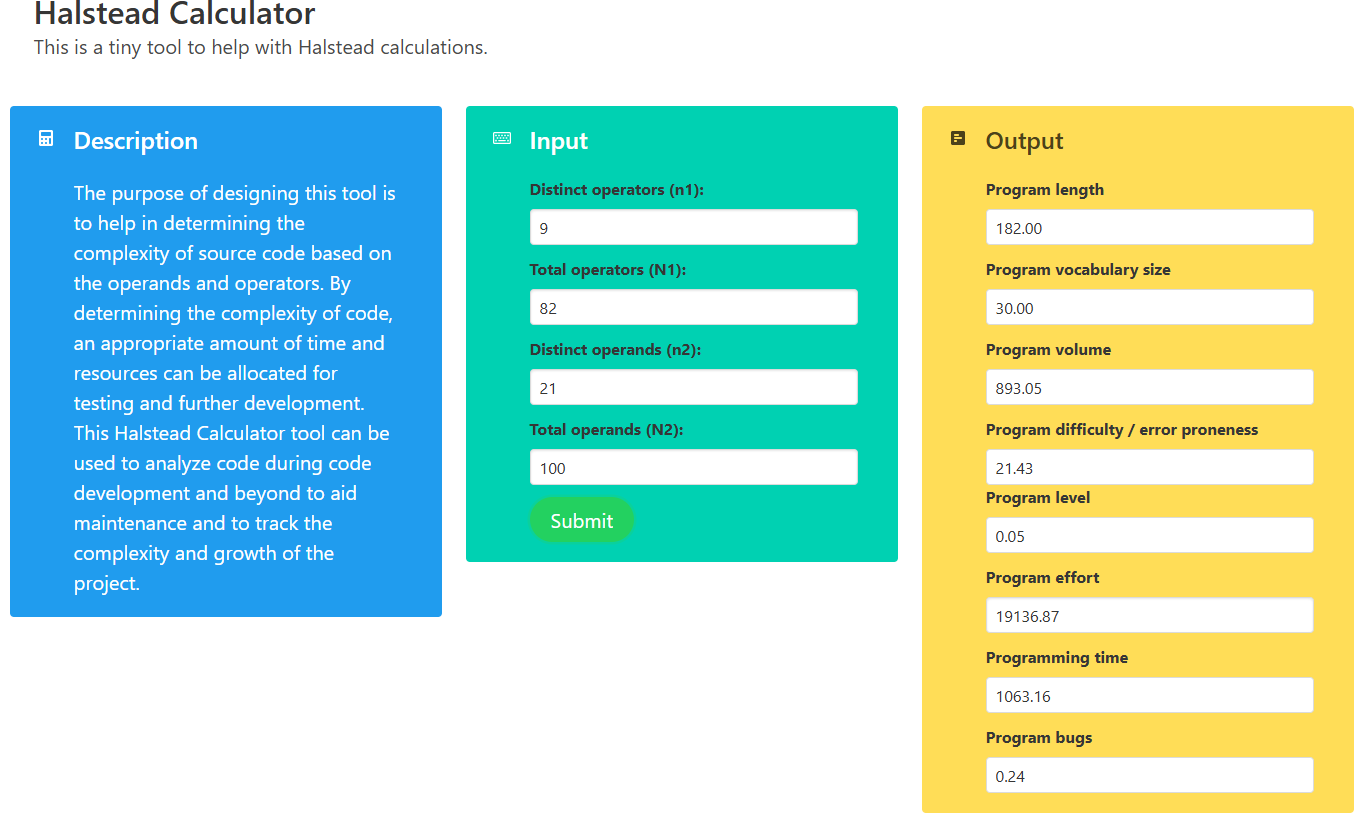 Halstead Calculator
This is a tiny tool to help with Halstead calculations.
Description
The purpose of designing this tool is
to help in determining the
complexity of source code based on
the operands and operators. By
determining the complexity of code,
an appropriate amount of time and
resources can be allocated for
testing and further development.
This Halstead Calculator tool can be
used to analyze code during code
development and beyond to aid
maintenance and to track the
complexity and growth of the
project.
Input
Distinct operators (n1):
9
Total operators (N1):
82
Distinct operands (n2):
21
Total operands (N2):
100
Submit
Output
Program length
182.00
Program vocabulary size
30.00
Program volume
893.05
Program difficulty / error proneness
21.43
Program level
0.05
Program effort
19136.87
Programming time
1063.16
Program bugs
0.24